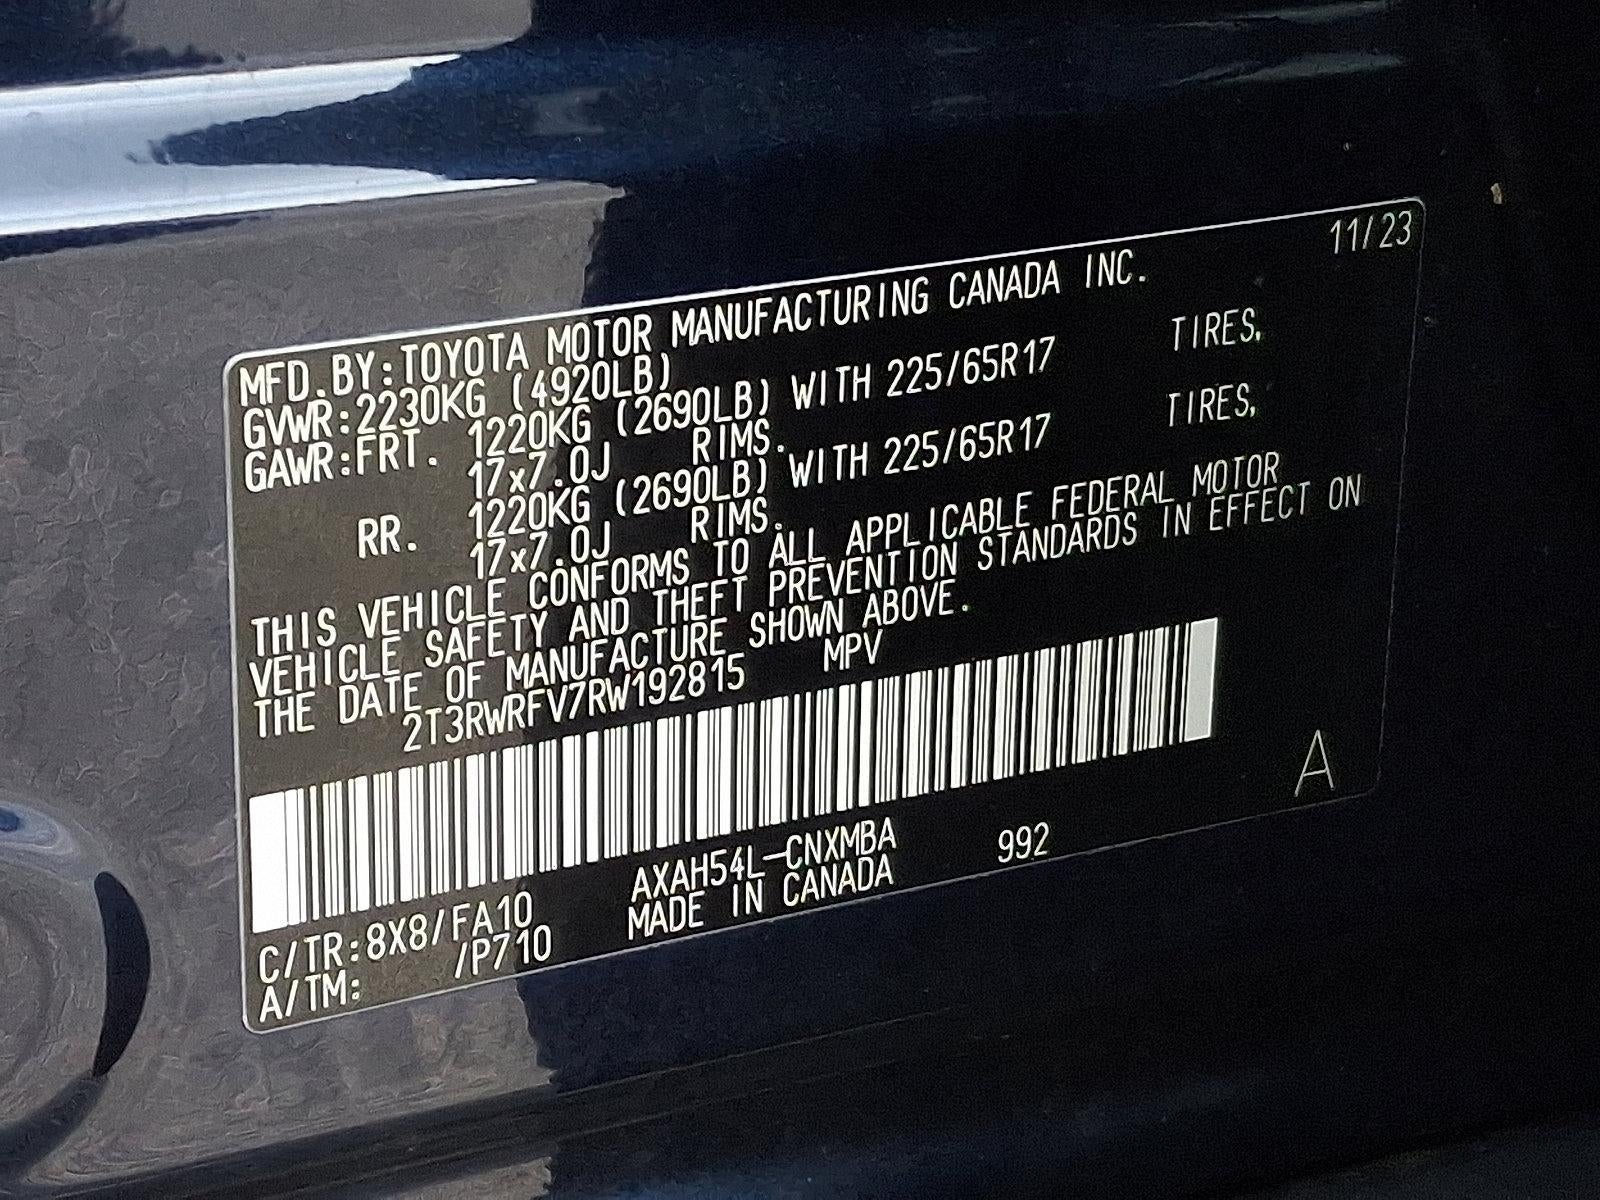 11/23
MFD.BY:TOYOTA MOTOR MANUFACTURING CANADA INC.
GVWR:2230KG (4920LB)
GAWR:FRT. 1220KG (2690LB) WITH 225/65R17 TIRES,
17x7.0J RIMS.
RR. 1220KG (2690LB) WITH 225/65R17 TIRES,
17x7.0J RIMS.
THIS VEHICLE CONFORMS TO ALL APPLICABLE FEDERAL MOTOR
VEHICLE SAFETY AND THEFT PREVENTION STANDARDS IN EFFECT ON
THE DATE OF MANUFACTURE SHOWN ABOVE.
2T3RWRFV7RW192815 MPV
A
AXAH54L-CNXMBA 992
C/TR:8X8/FA10 MADE IN CANADA
A/TM: /P710